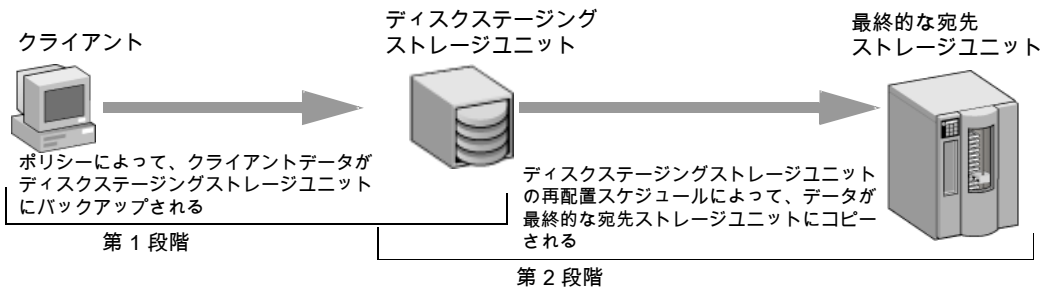 クライアント
ディスクステージング
ストレージユニット
最終的な宛先
ストレージユニット
ポリシーによって、クライアントデータが
ディスクステージングストレージユニット
にバックアップされる
ディスクステージングストレージユニット
の再配置スケジュールによって、データが
最終的な宛先ストレージユニットにコピー
される
第 1 段階
第 2 段階